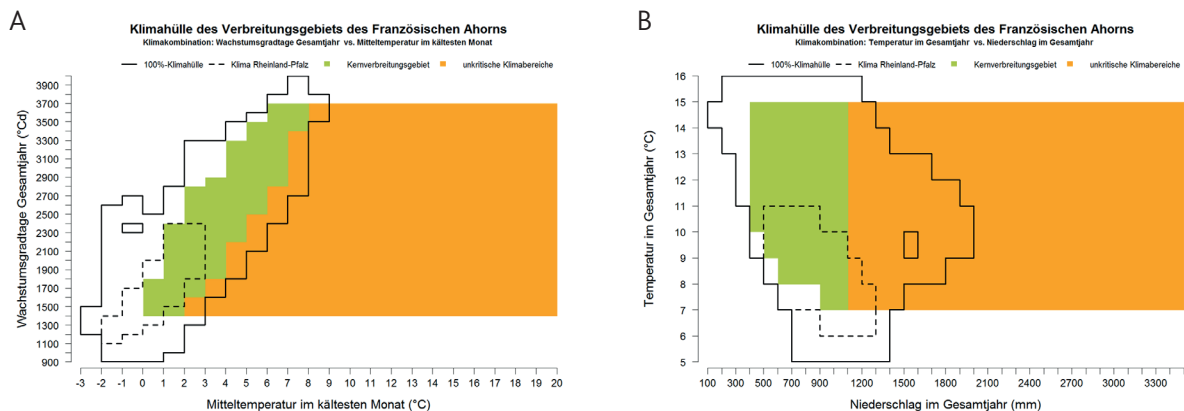 A
Klimahülle des Verbreitungsgebiets des Französischen Ahorns
Klimakombination: Wachstumsgradtage Gesamtjahr vs. Mitteltemperatur im kältesten Monat
100%-Klimahülle Klima Rheinland-Pfalz Kernverbreitungsgebiet unkritische Klimabereiche
Wachstumsgradtage Gesamtjahr (°Cd)
3900
3700
3500
3300
3100
2900
2700
2500
2300
2100
1900
1700
1500
1300
1100
900
-3 -2 -1 0 1 2 3 4 5 6 7 8 9 10 11 12 13 14 15 16 17 18 19 20
Mitteltemperatur im kältesten Monat (°C)
B
Klimahülle des Verbreitungsgebiets des Französischen Ahorns
Klimakombination: Temperatur im Gesamtjahr vs. Niederschlag im Gesamtjahr
100%-Klimahülle Klima Rheinland-Pfalz Kernverbreitungsgebiet unkritische Klimabereiche
Temperatur im Gesamtjahr (°C)
16
15
14
13
12
11
10
9
8
7
6
5
100 300 500 700 900 1200 1500 1800 2100 2400 2700 3000 3300
Niederschlag im Gesamtjahr (mm)